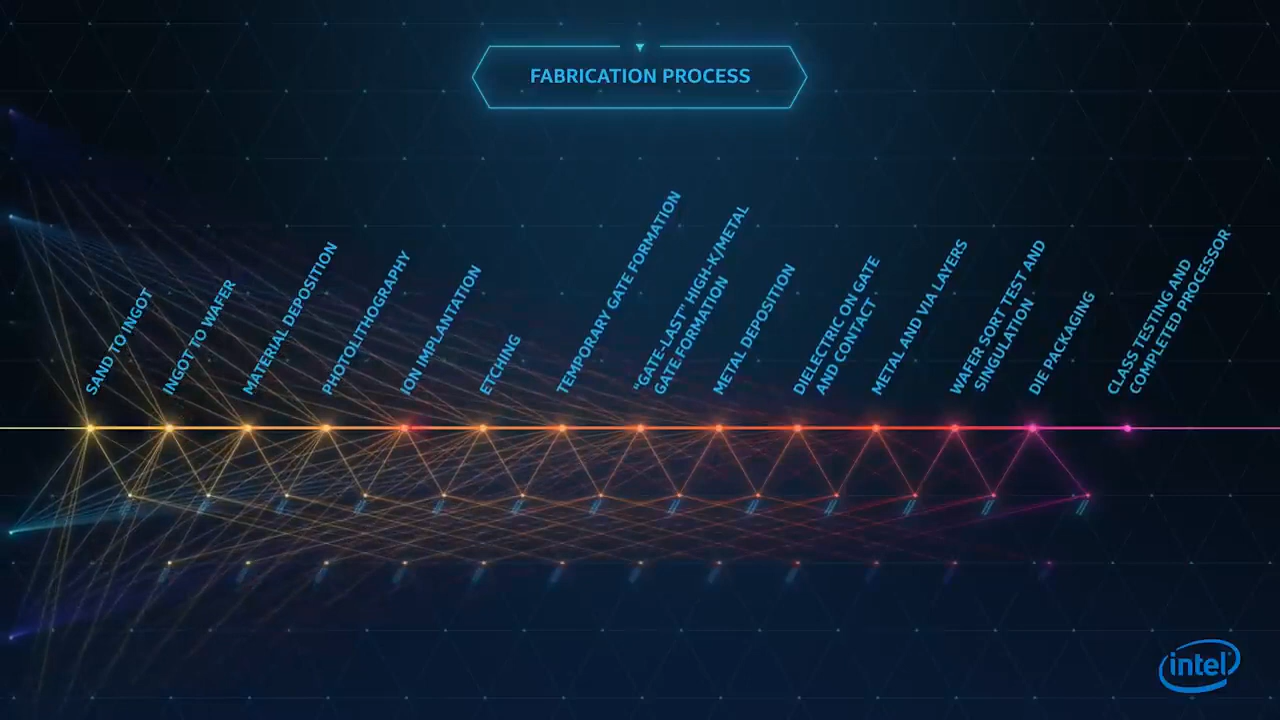 FABRICATION PROCESS
SAND TO INGOT
INGOT TO WAFER
MATERIAL DEPOSITION
PHOTOLITHOGRAPHY
ION IMPLANTATION
ETCHING
TEMPORARY GATE FORMATION
"GATE-LAST" HIGH-K/METAL
GATE FORMATION
METAL DEPOSITION
DIELECTRIC ON GATE
AND CONTACT
METAL AND VIA LAYERS
WAFER SORT TEST AND
SINGULATION
DIE PACKAGING
CLASS TESTING AND
COMPLETED PROCESSOR
intel